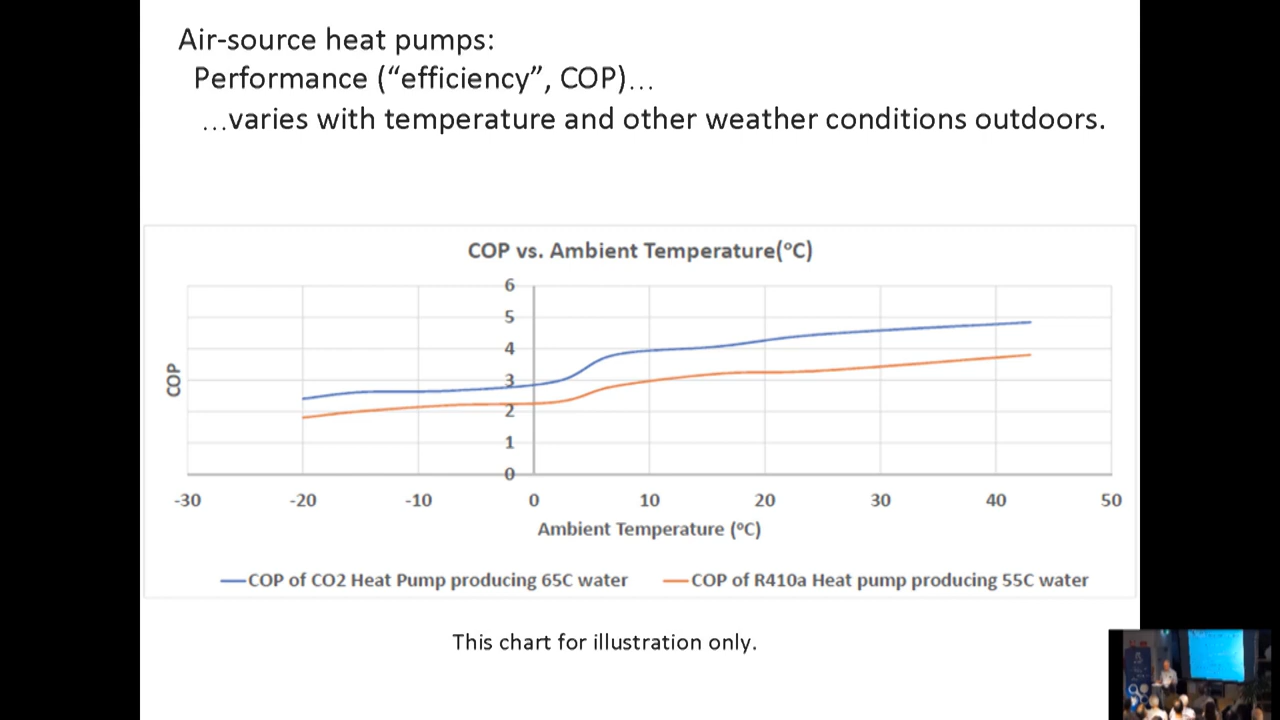 Air-source heat pumps:
Performance (“efficiency”, COP)…
…varies with temperature and other weather conditions outdoors.
COP vs. Ambient Temperature(°C)
6
5
4
3
2
1
0
COP
-30 -20 -10 0 10 20 30 40 50
Ambient Temperature (°C)
COP of CO2 Heat Pump producing 65C water COP of R410a Heat pump producing 55C water
This chart for illustration only.